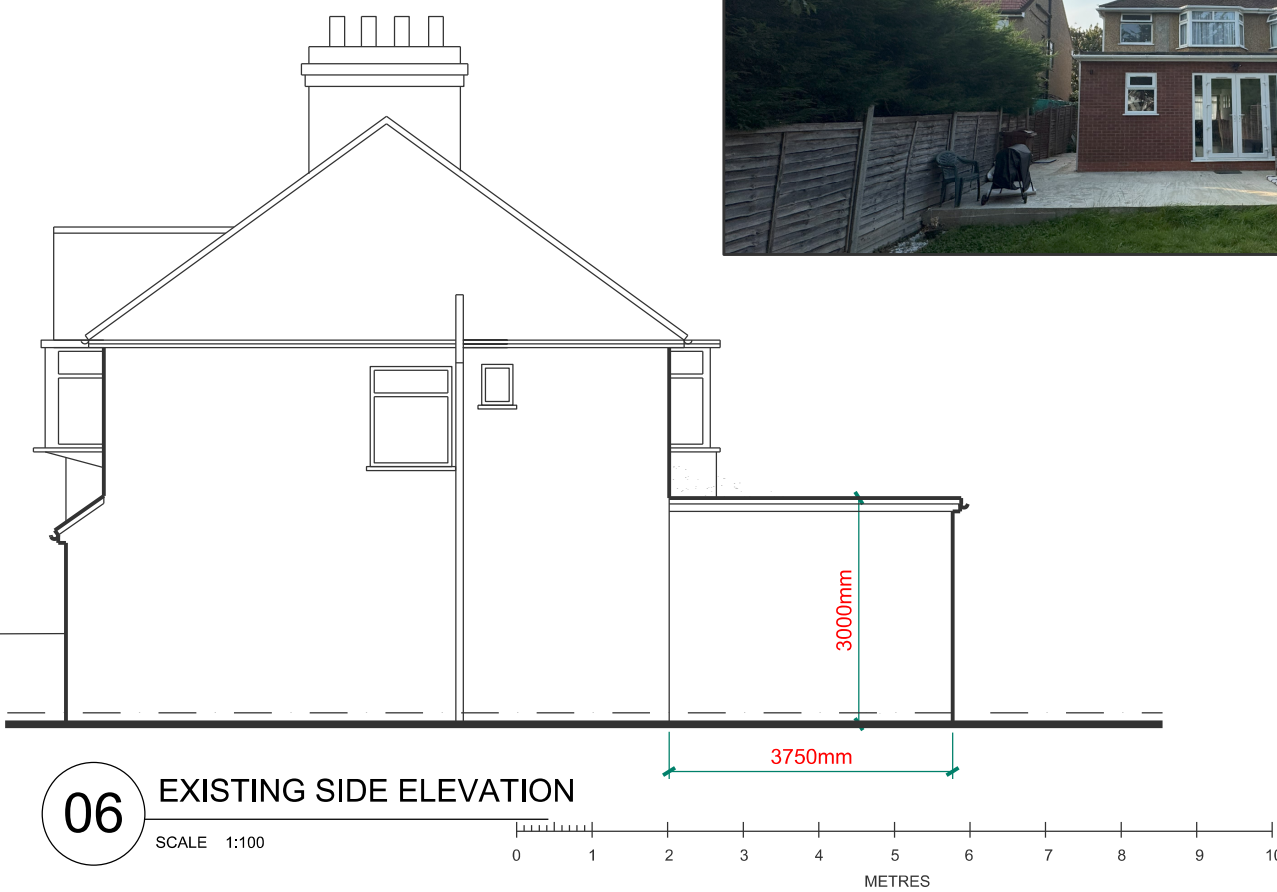 3000mm
3750mm
06
EXISTING SIDE ELEVATION
SCALE 1:100
0 1 2 3 4 5 6 7 8 9 10
METRES